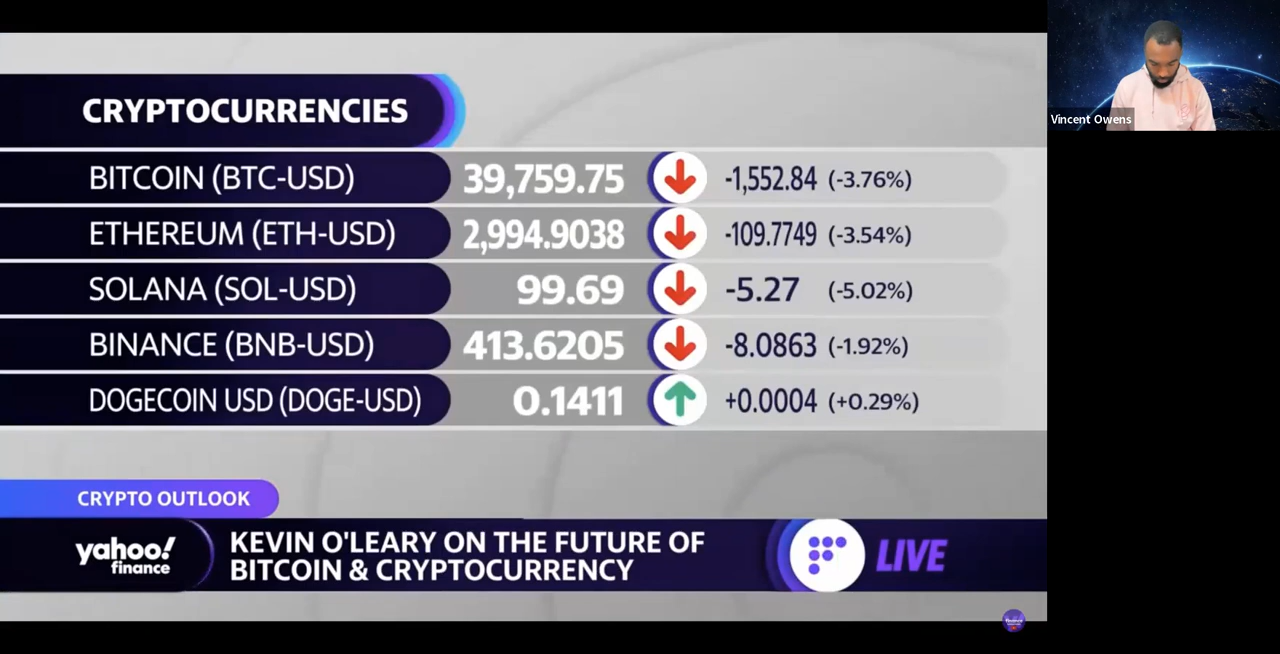 CRYPTOCURRENCIES
BITCOIN (BTC-USD) 39,759.75 -1,552.84 (-3.76%)
ETHEREUM (ETH-USD) 2,994.9038 -109.7749 (-3.54%)
SOLANA (SOL-USD) 99.69 -5.27 (-5.02%)
BINANCE (BNB-USD) 413.6205 -8.0863 (-1.92%)
DOGECOIN USD (DOGE-USD) 0.1411 +0.0004 (+0.29%)
CRYPTO OUTLOOK
yahoo!
finance
KEVIN O'LEARY ON THE FUTURE OF
BITCOIN & CRYPTOCURRENCY
LIVE
Vincent Owens